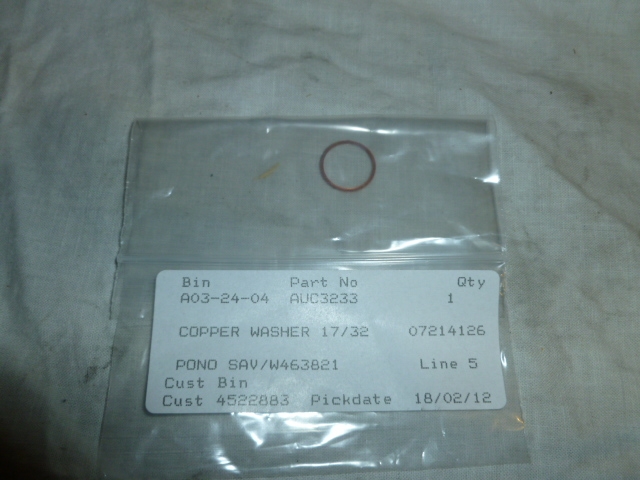 Bin Part No Qty
A03-24-04 AUC3233 1
COPPER WASHER 17/32 07214126
PONO SAV/W463821 Line 5
Cust Bin
Cust 4522883 Pickdate 18/02/12